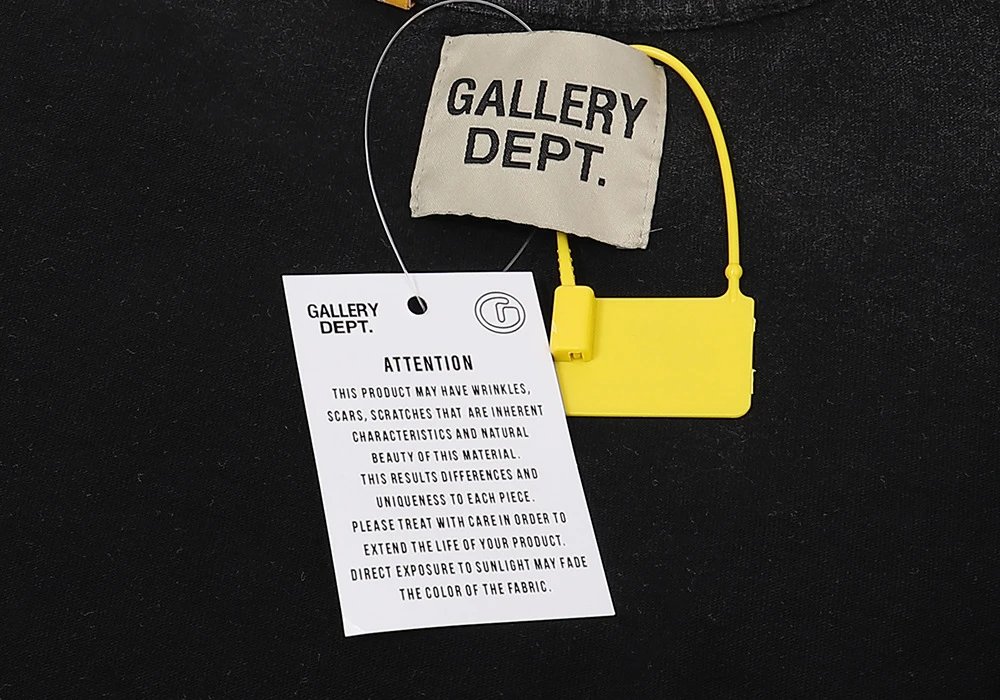 GALLERY
DEPT.
GALLERY
DEPT.
G
ATTENTION
THIS PRODUCT MAY HAVE WRINKLES,
SCARS, SCRATCHES THAT ARE INHERENT
CHARACTERISTICS AND NATURAL
BEAUTY OF THIS MATERIAL.
THIS RESULTS DIFFERENCES AND
UNIQUENESS TO EACH PIECE.
PLEASE TREAT WITH CARE IN ORDER TO
EXTEND THE LIFE OF YOUR PRODUCT.
DIRECT EXPOSURE TO SUNLIGHT MAY FADE
THE COLOR OF THE FABRIC.